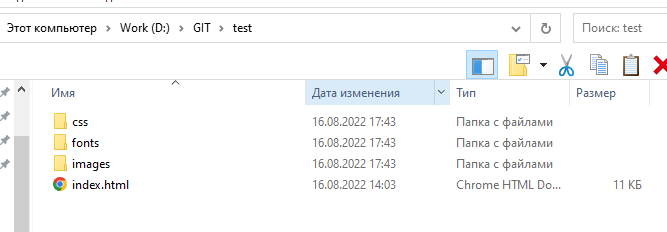 Этот компьютер > Work (D:) > GIT > test
Поиск: test
Имя Дата изменения Тип Размер
css 16.08.2022 17:43 Папка с файлами
fonts 16.08.2022 17:43 Папка с файлами
images 16.08.2022 17:43 Папка с файлами
index.html 16.08.2022 14:03 Chrome HTML Do... 11 КБ